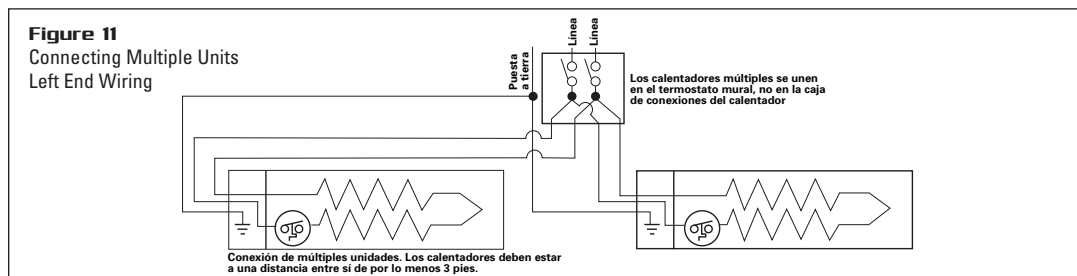 Figure 11
Connecting Multiple Units
Left End Wiring
Puesta
a tierra
Línea
Línea
Los calentadores múltiples se unen
en el termostato mural, no en la caja
de conexiones del calentador
Conexión de múltiples unidades. Los calentadores deben estar
a una distancia entre sí de por lo menos 3 pies.